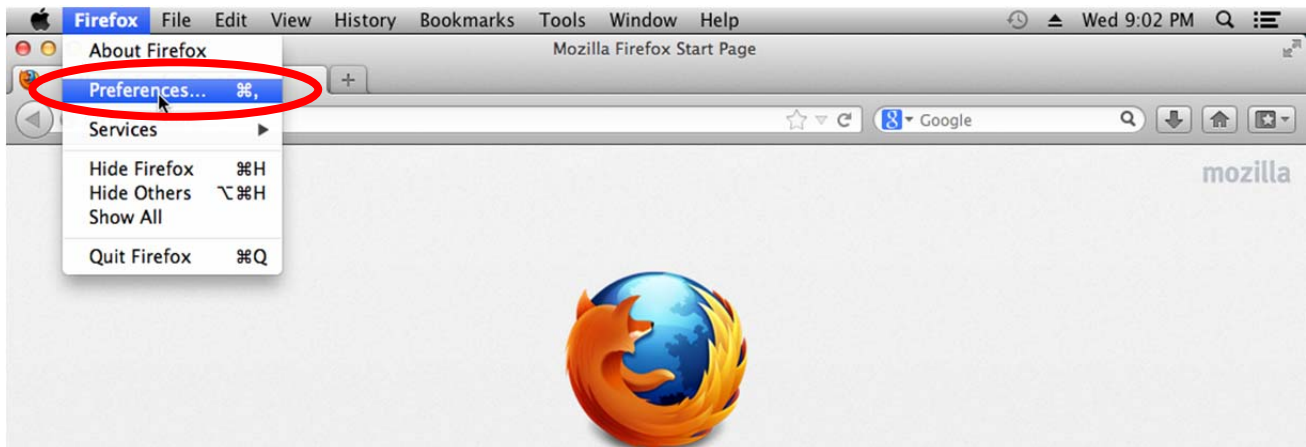 Firefox File Edit View History Bookmarks Tools Window Help Wed 9:02 PM
Mozilla Firefox Start Page
About Firefox
Preferences... ⌘,
Services ▶
Hide Firefox ⌘H
Hide Others ⌥⌘H
Show All
Quit Firefox ⌘Q
+
8 Google
mozilla